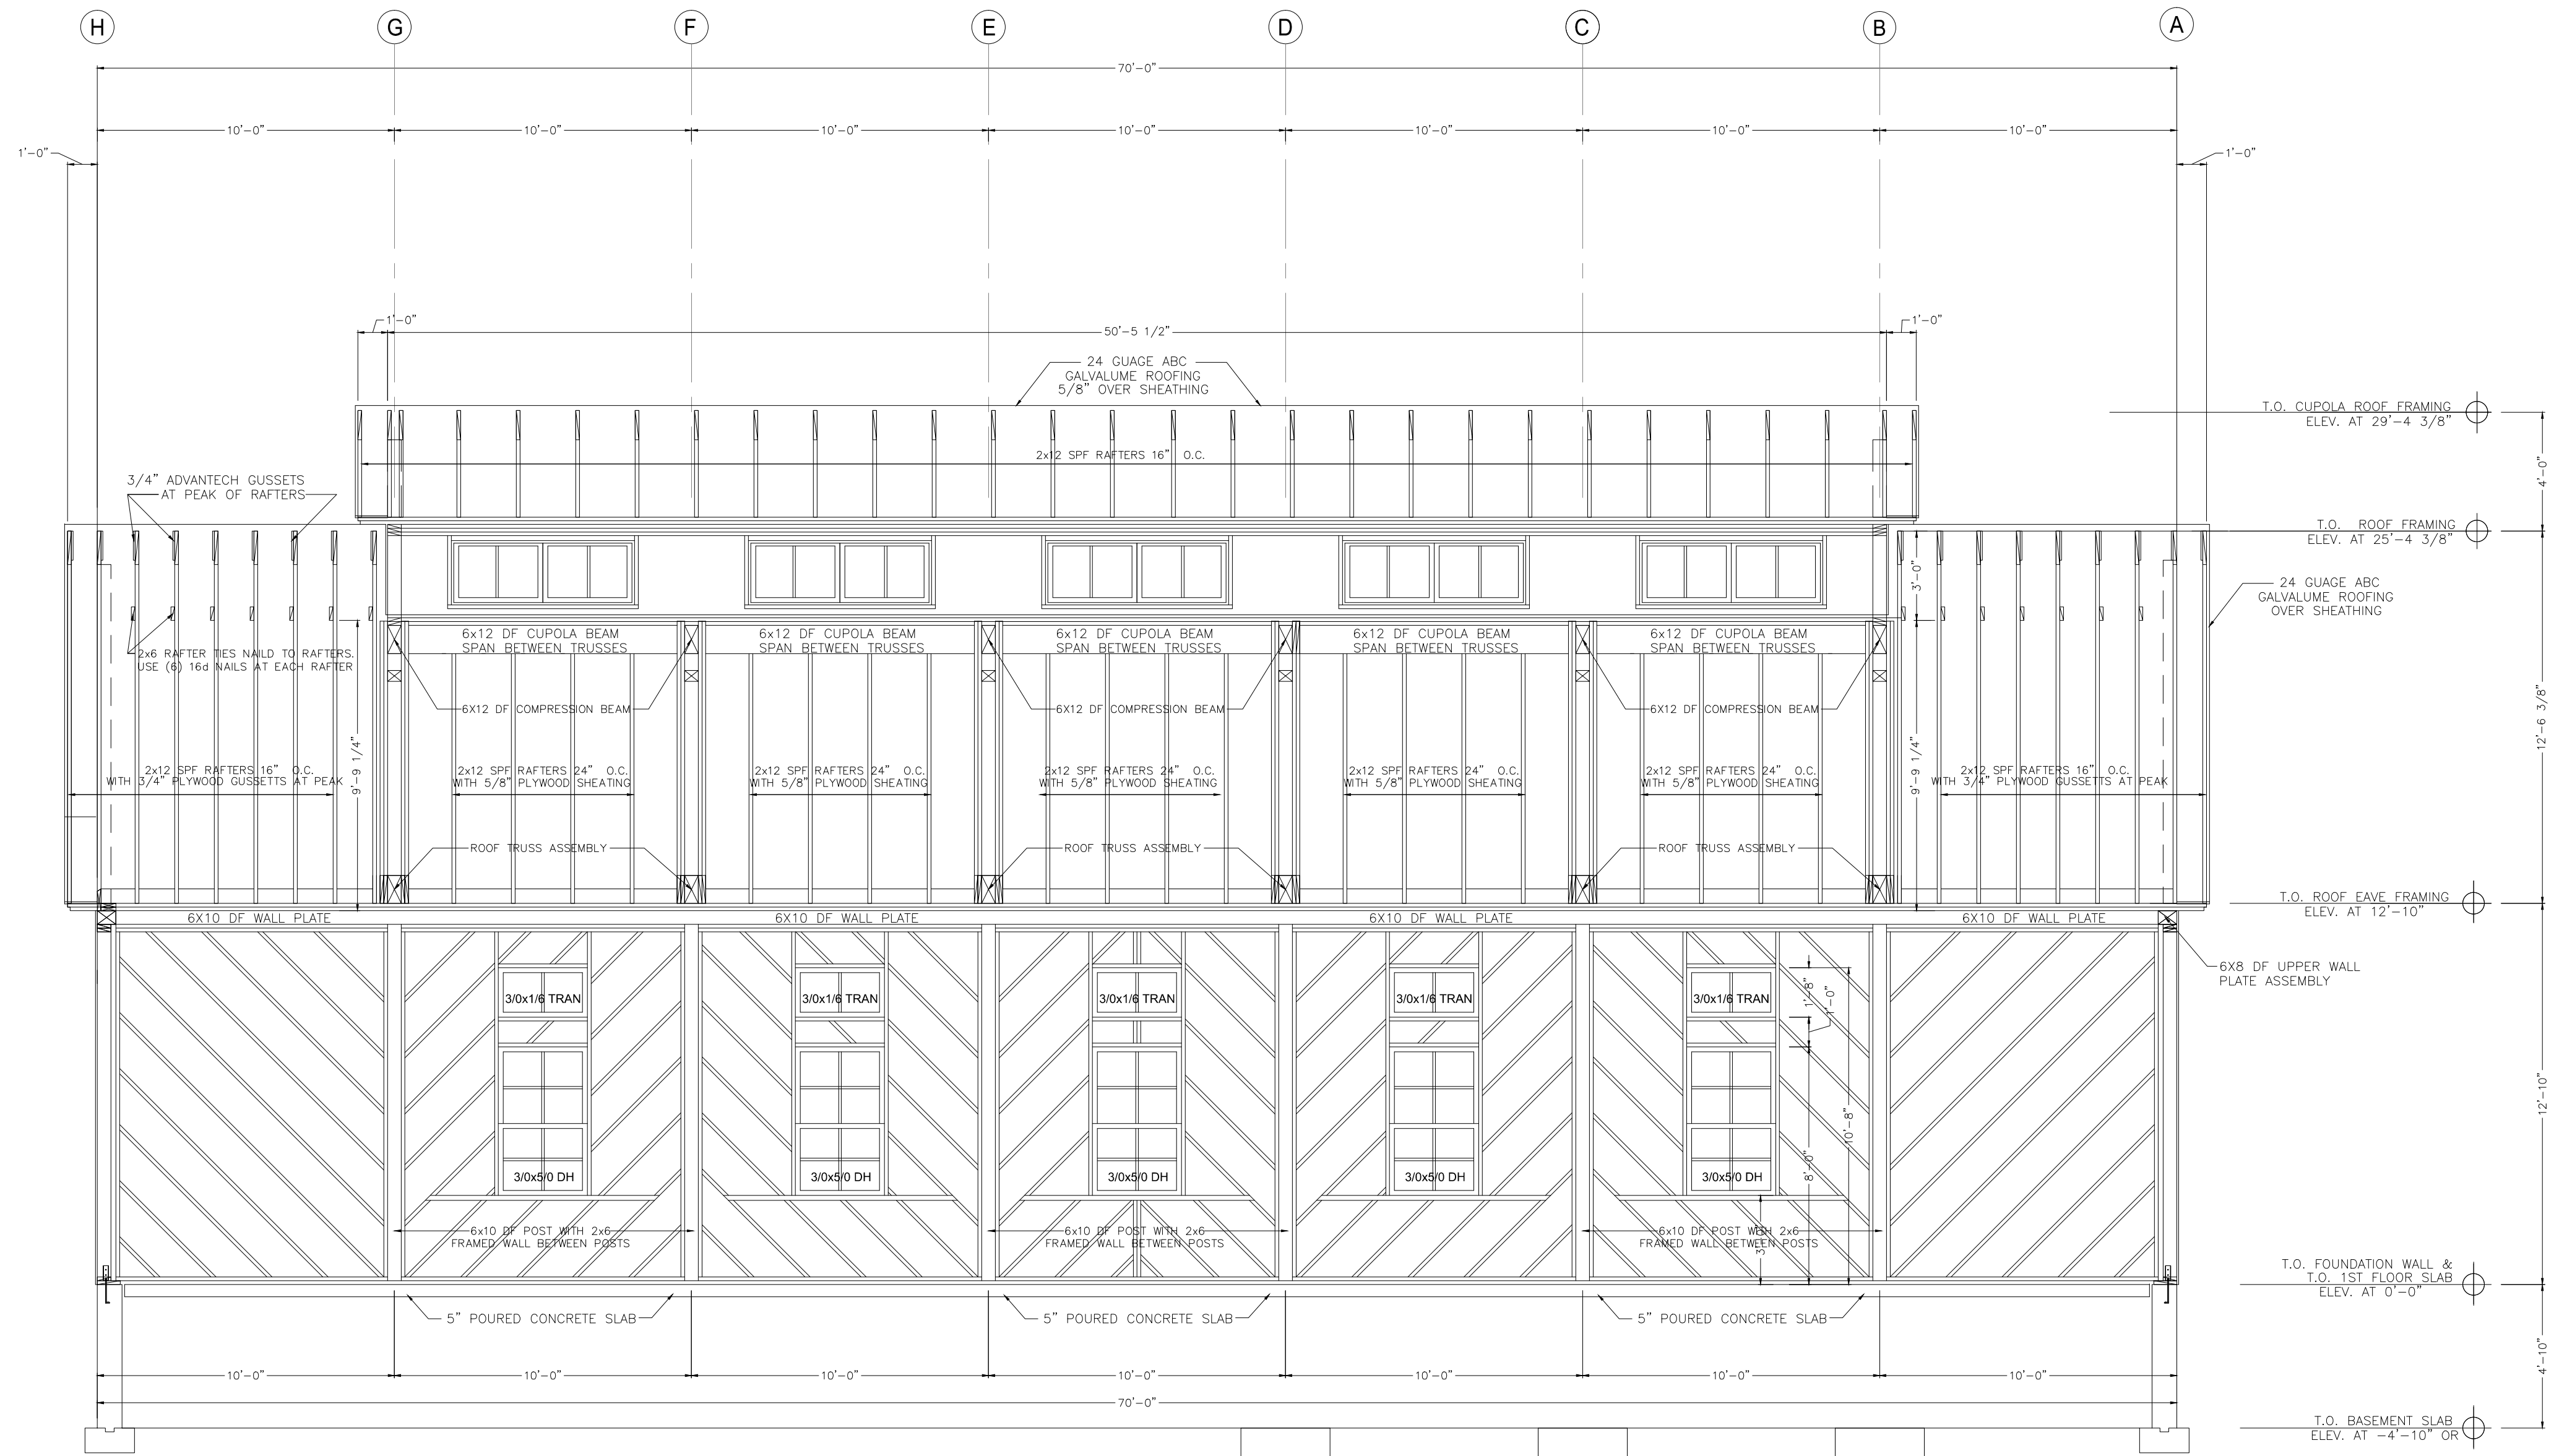 H G F E D C B A
70'-0"
10'-0" 10'-0" 10'-0" 10'-0" 10'-0" 10'-0" 10'-0"
1'-0" 1'-0"
1'-0" 50'-5 1/2" 1'-0"
24 GUAGE ABC
GALVALUME ROOFING
5/8" OVER SHEATHING
T.O. CUPOLA ROOF FRAMING
ELEV. AT 29'-4 3/8"
2x12 SPF RAFTERS 16" O.C.
4'-0"
3/4" ADVANTECH GUSSETS
AT PEAK OF RAFTERS
T.O. ROOF FRAMING
ELEV. AT 25'-4 3/8"
3'-0"
24 GUAGE ABC
GALVALUME ROOFING
OVER SHEATHING
6x12 DF CUPOLA BEAM
SPAN BETWEEN TRUSSES
6x12 DF CUPOLA BEAM
SPAN BETWEEN TRUSSES
6x12 DF CUPOLA BEAM
SPAN BETWEEN TRUSSES
6x12 DF CUPOLA BEAM
SPAN BETWEEN TRUSSES
6x12 DF CUPOLA BEAM
SPAN BETWEEN TRUSSES
2x6 RAFTER TIES NAILD TO RAFTERS.
USE (6) 16d NAILS AT EACH RAFTER
6X12 DF COMPRESSION BEAM
6X12 DF COMPRESSION BEAM
6X12 DF COMPRESSION BEAM
12'-6 3/8"
9'-9 1/4"
9'-9 1/4"
2x12 SPF RAFTERS 16" O.C.
WITH 3/4" PLYWOOD GUSSETTS AT PEAK
2x12 SPF RAFTERS 24" O.C.
WITH 5/8" PLYWOOD SHEATING
2x12 SPF RAFTERS 24" O.C.
WITH 5/8" PLYWOOD SHEATING
2x12 SPF RAFTERS 24" O.C.
WITH 5/8" PLYWOOD SHEATING
2x12 SPF RAFTERS 24" O.C.
WITH 5/8" PLYWOOD SHEATING
2x12 SPF RAFTERS 24" O.C.
WITH 5/8" PLYWOOD SHEATING
2x12 SPF RAFTERS 16" O.C.
WITH 3/4" PLYWOOD GUSSETTS AT PEAK
ROOF TRUSS ASSEMBLY
ROOF TRUSS ASSEMBLY
ROOF TRUSS ASSEMBLY
T.O. ROOF EAVE FRAMING
ELEV. AT 12'-10"
6X10 DF WALL PLATE
6X10 DF WALL PLATE
6X10 DF WALL PLATE
6X10 DF WALL PLATE
6X8 DF UPPER WALL
PLATE ASSEMBLY
3/0x1/6 TRAN
3/0x1/6 TRAN
3/0x1/6 TRAN
3/0x1/6 TRAN
3/0x1/6 TRAN
1'-8"
1'-0"
10'-8"
12'-10"
8'-0"
3/0x5/0 DH
3/0x5/0 DH
3/0x5/0 DH
3/0x5/0 DH
3/0x5/0 DH
6x10 DF POST WITH 2x6
FRAMED WALL BETWEEN POSTS
6x10 DF POST WITH 2x6
FRAMED WALL BETWEEN POSTS
6x10 DF POST WITH 2x6
FRAMED WALL BETWEEN POSTS
T.O. FOUNDATION WALL &
T.O. 1ST FLOOR SLAB
ELEV. AT 0'-0"
5" POURED CONCRETE SLAB
5" POURED CONCRETE SLAB
5" POURED CONCRETE SLAB
4'-10"
10'-0" 10'-0" 10'-0" 10'-0" 10'-0" 10'-0" 10'-0"
70'-0"
T.O. BASEMENT SLAB
ELEV. AT -4'-10" OR